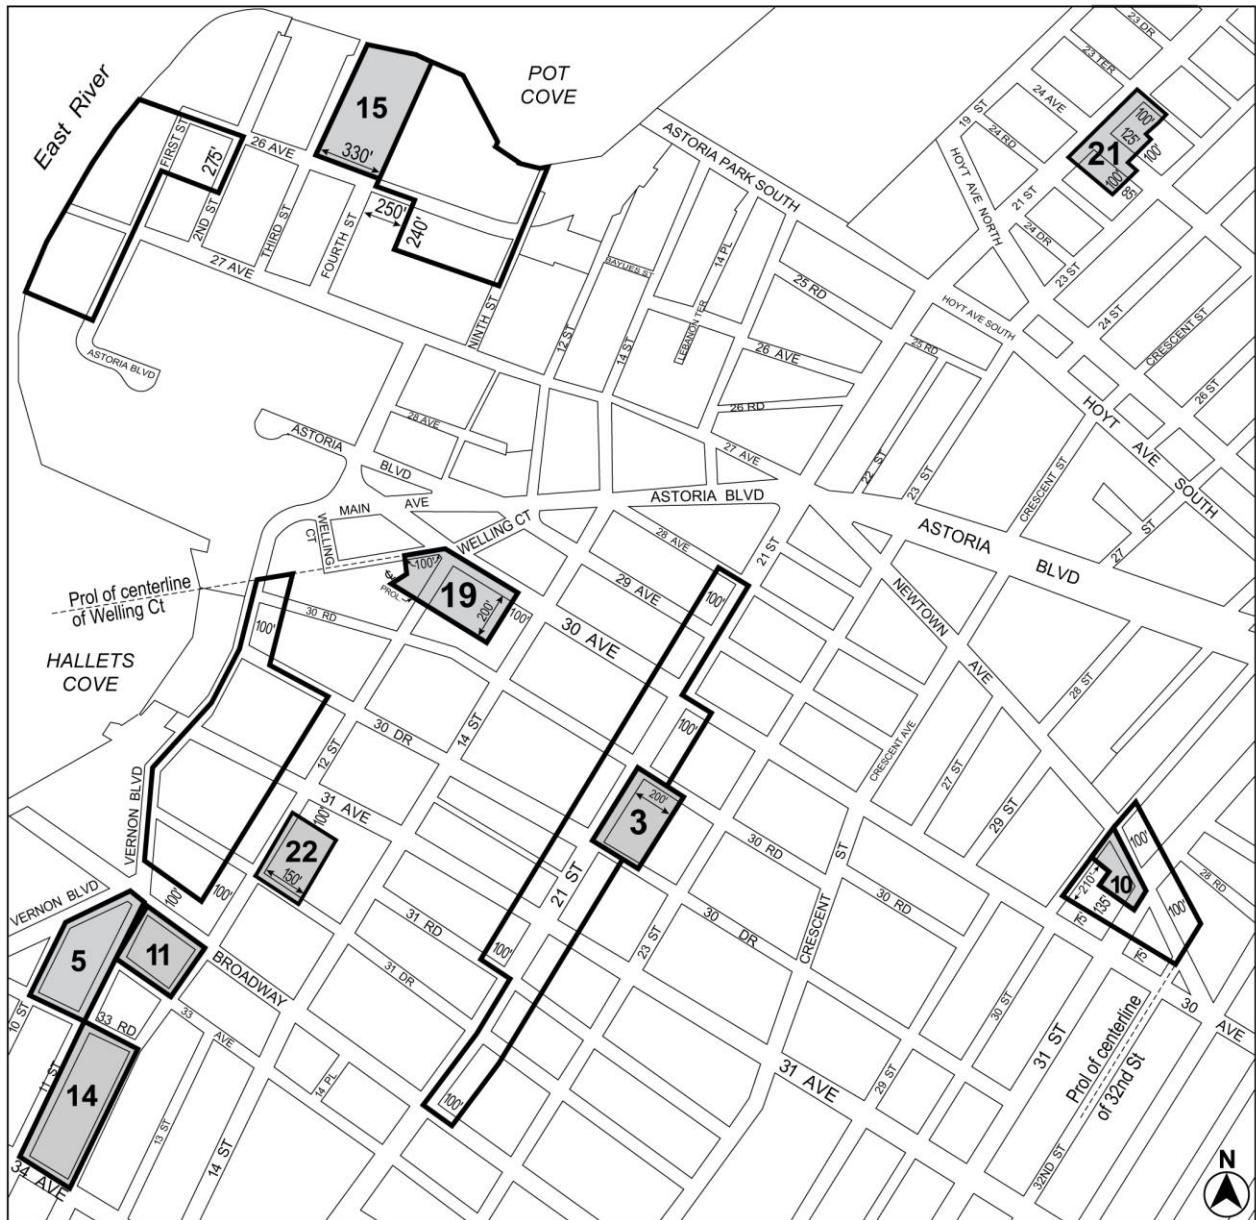 POT
COVE
East River
15
330'
250'
240'
275'
FIRST ST
26 AVE
2ND ST
THIRD ST
FOURTH ST
27 AVE
NINTH ST
12 ST
14 ST
BAYLIES ST
LEBANON TER
14 PL
ASTORIA PARK SOUTH
25 RD
26 AVE
26 RD
27 AVE
23 DR
23 TER
24 AVE
19 ST
24 RD
HOYT AVE NORTH
21 ST
24 DR
23 ST
100'
125'
21
100'
100'
85'
24 ST
CRESCENT ST
26 ST
HOYT AVE SOUTH
25 RD
HOYT AVE SOUTH
22 ST
23 ST
CRESCENT ST
27 ST
ASTORIA BLVD
28 AVE
ASTORIA
BLVD
MAIN AVE
WELLING
CT
WELLING CT
ASTORIA BLVD
28 AVE
21 ST
ASTORIA
BLVD
NEWTOWN
AVE
Prol of centerline
of Welling Ct
HALLETS
COVE
100'
PROL.
19
200'
100'
29 AVE
30 AVE
100'
30 RD
100'
30 DR
14 ST
12 ST
31 AVE
VERNON BLVD
100'
22
150'
100'
100'
VERNON BLVD
5
11
BROADWAY
10 ST
33 RD
33 AVE
11 ST
14
13 ST
14 ST
14 PL
34 AVE
31 RD
31 DR
100'
100'
21 ST
3
200'
100'
23 ST
30 RD
30 DR
30 RD
CRESCENT ST
CRESCENT AVE
27 ST
28 ST
29 ST
29 ST
30 ST
31 ST
31 AVE
32ND ST
100'
10
210'
135'
75'
75'
100'
28 RD
30 AVE
Prol of centerline
of 32nd St
N